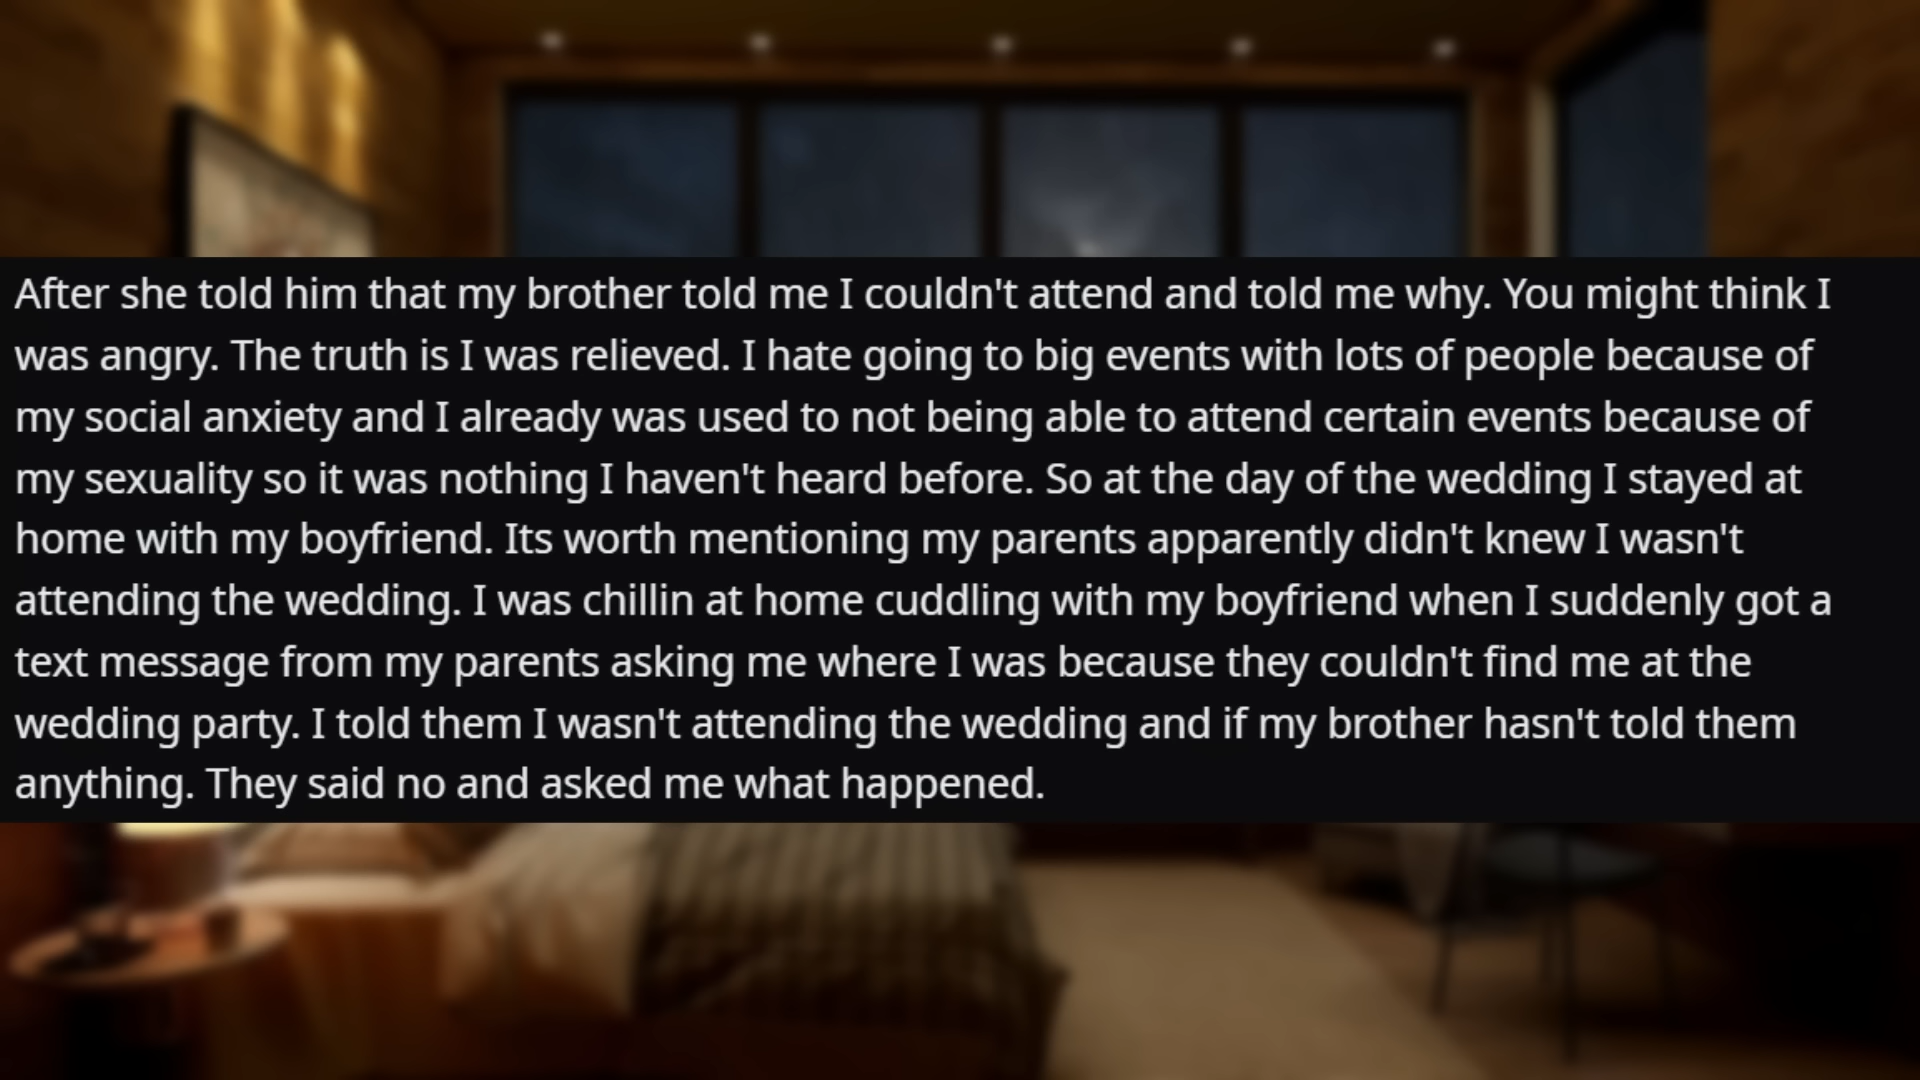 After she told him that my brother told me I couldn't attend and told me why. You might think I
was angry. The truth is I was relieved. I hate going to big events with lots of people because of
my social anxiety and I already was used to not being able to attend certain events because of
my sexuality so it was nothing I haven't heard before. So at the day of the wedding I stayed at
home with my boyfriend. Its worth mentioning my parents apparently didn't knew I wasn't
attending the wedding. I was chillin at home cuddling with my boyfriend when I suddenly got a
text message from my parents asking me where I was because they couldn't find me at the
wedding party. I told them I wasn't attending the wedding and if my brother hasn't told them
anything. They said no and asked me what happened.